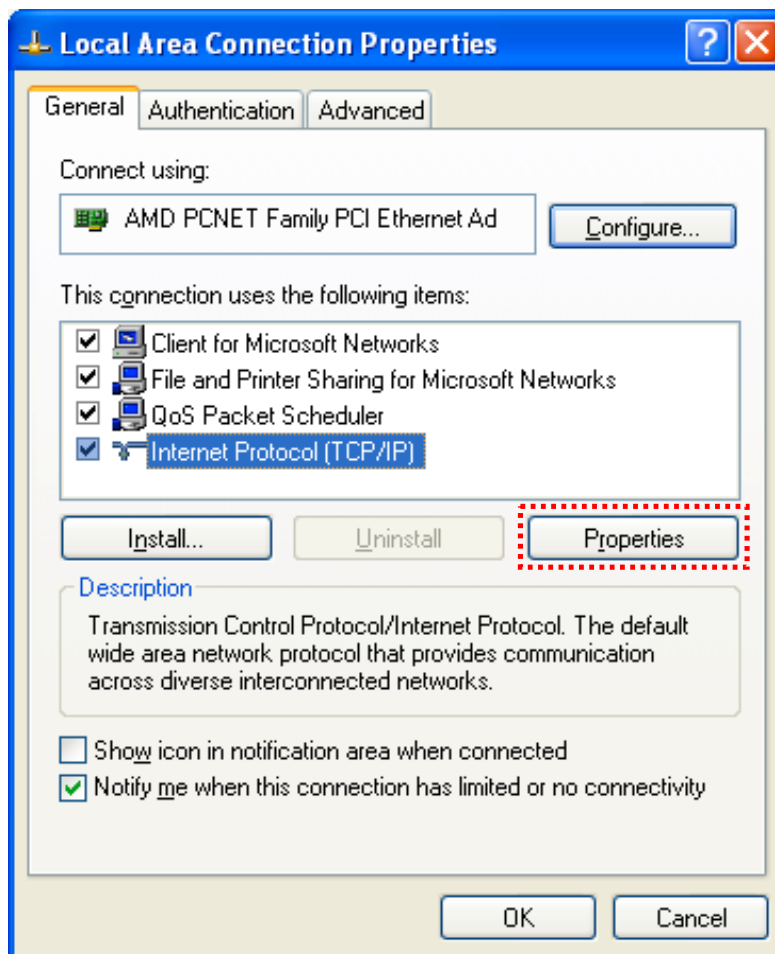 Local Area Connection Properties
General Authentication Advanced
Connect using:
AMD PCNET Family PCI Ethernet Ad
Configure...
This connection uses the following items:
Client for Microsoft Networks
File and Printer Sharing for Microsoft Networks
QoS Packet Scheduler
Internet Protocol (TCP/IP)
Install... Uninstall Properties
Description
Transmission Control Protocol/Internet Protocol. The default
wide area network protocol that provides communication
across diverse interconnected networks.
Show icon in notification area when connected
Notify me when this connection has limited or no connectivity
OK Cancel